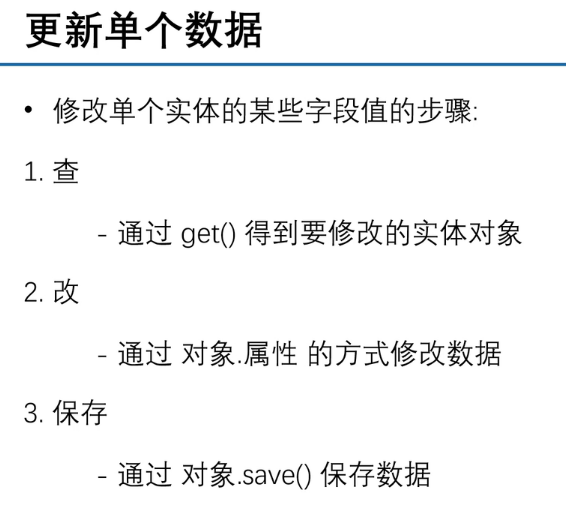 更新单个数据
• 修改单个实体的某些字段值的步骤:
1. 查
- 通过 get() 得到要修改的实体对象
2. 改
- 通过 对象.属性 的方式修改数据
3. 保存
- 通过 对象.save() 保存数据